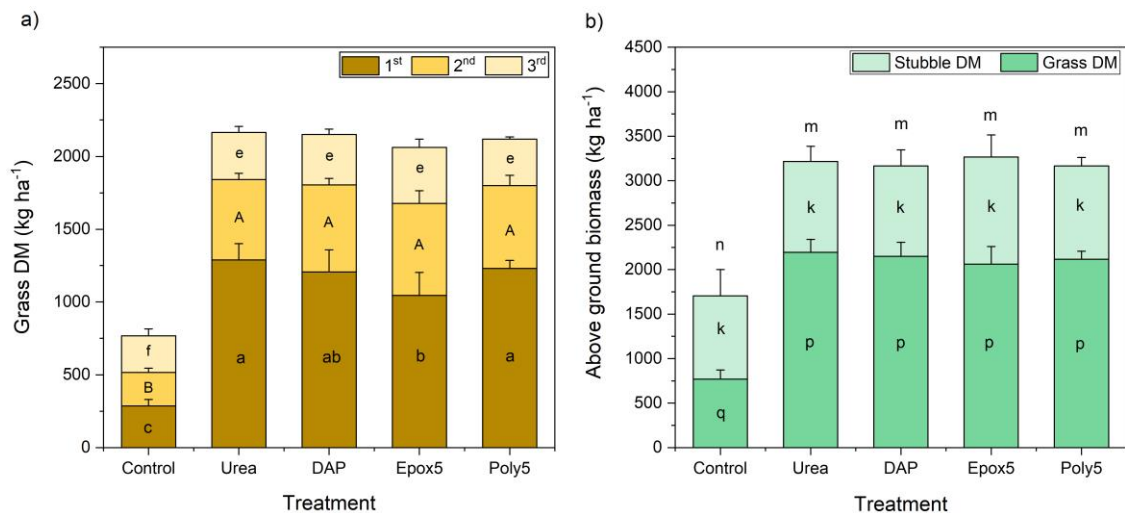 a)
1st 2nd 3rd
Grass DM (kg ha-1)
2500
2000
1500
1000
500
0
f
B
c
e
A
a
e
A
ab
e
A
b
e
A
a
Control Urea DAP Epox5 Poly5
Treatment
b)
Stubble DM Grass DM
Above ground biomass (kg ha-1)
4500
4000
3500
3000
2500
2000
1500
1000
500
0
n
k
q
m
k
p
m
k
p
m
k
p
m
k
p
Control Urea DAP Epox5 Poly5
Treatment